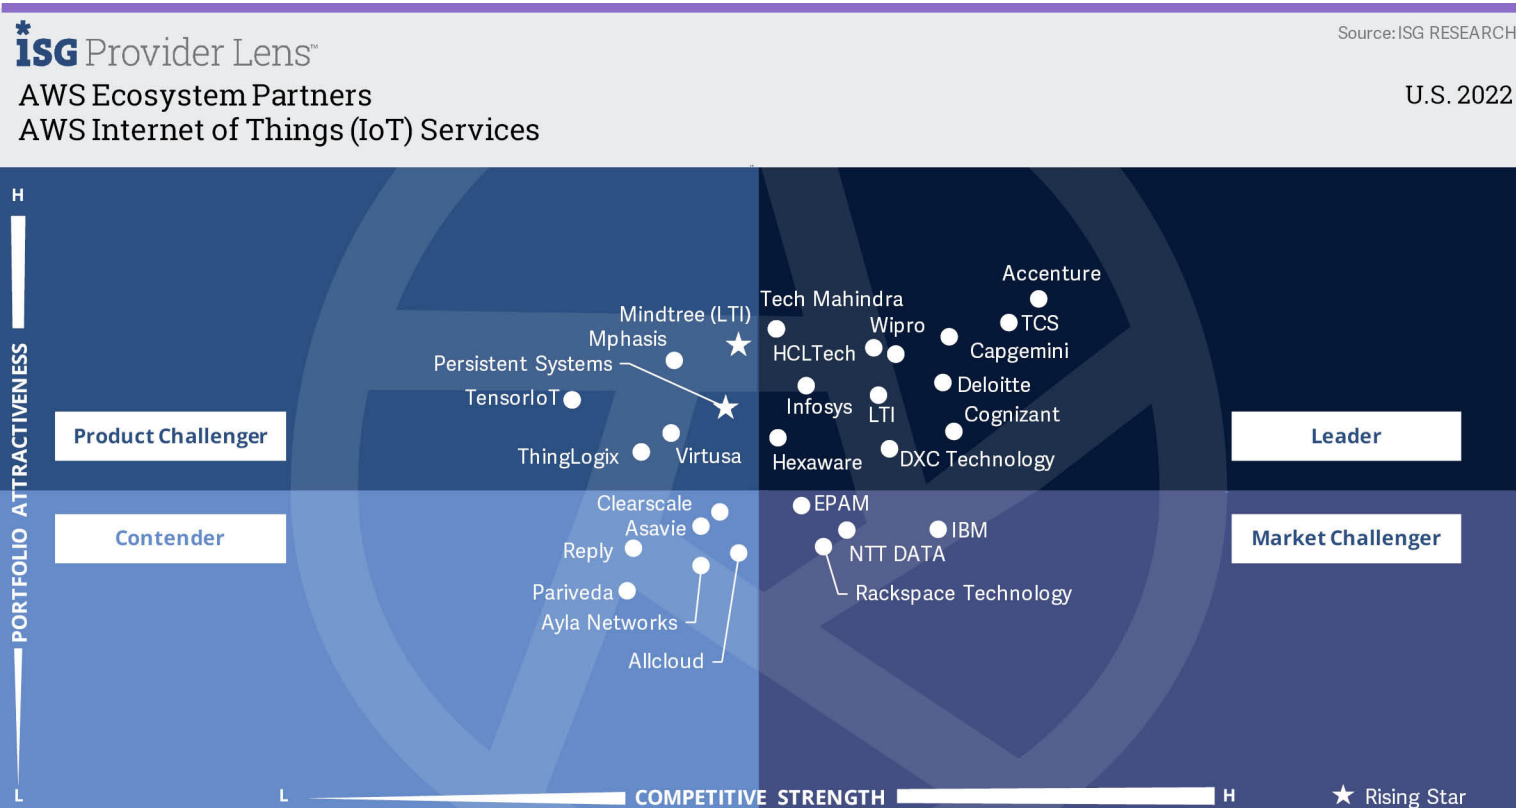 Source: ISG RESEARCH
ISG Provider Lens™
AWS Ecosystem Partners
U.S. 2022
AWS Internet of Things (IoT) Services
H
PORTFOLIO ATTRACTIVENESS
L
Accenture
Tech Mahindra
Mindtree (LTI)
TCS
Wipro
Mphasis
Capgemini
HCLTech
Persistent Systems
Deloitte
TensorIoT
Infosys
LTI
Cognizant
Product Challenger
Leader
ThingLogix
Virtusa
Hexaware
DXC Technology
Clearscale
EPAM
Asavie
IBM
Contender
Market Challenger
Reply
NTT DATA
Pariveda
Rackspace Technology
Ayla Networks
Allcloud
L
COMPETITIVE STRENGTH
H
Rising Star